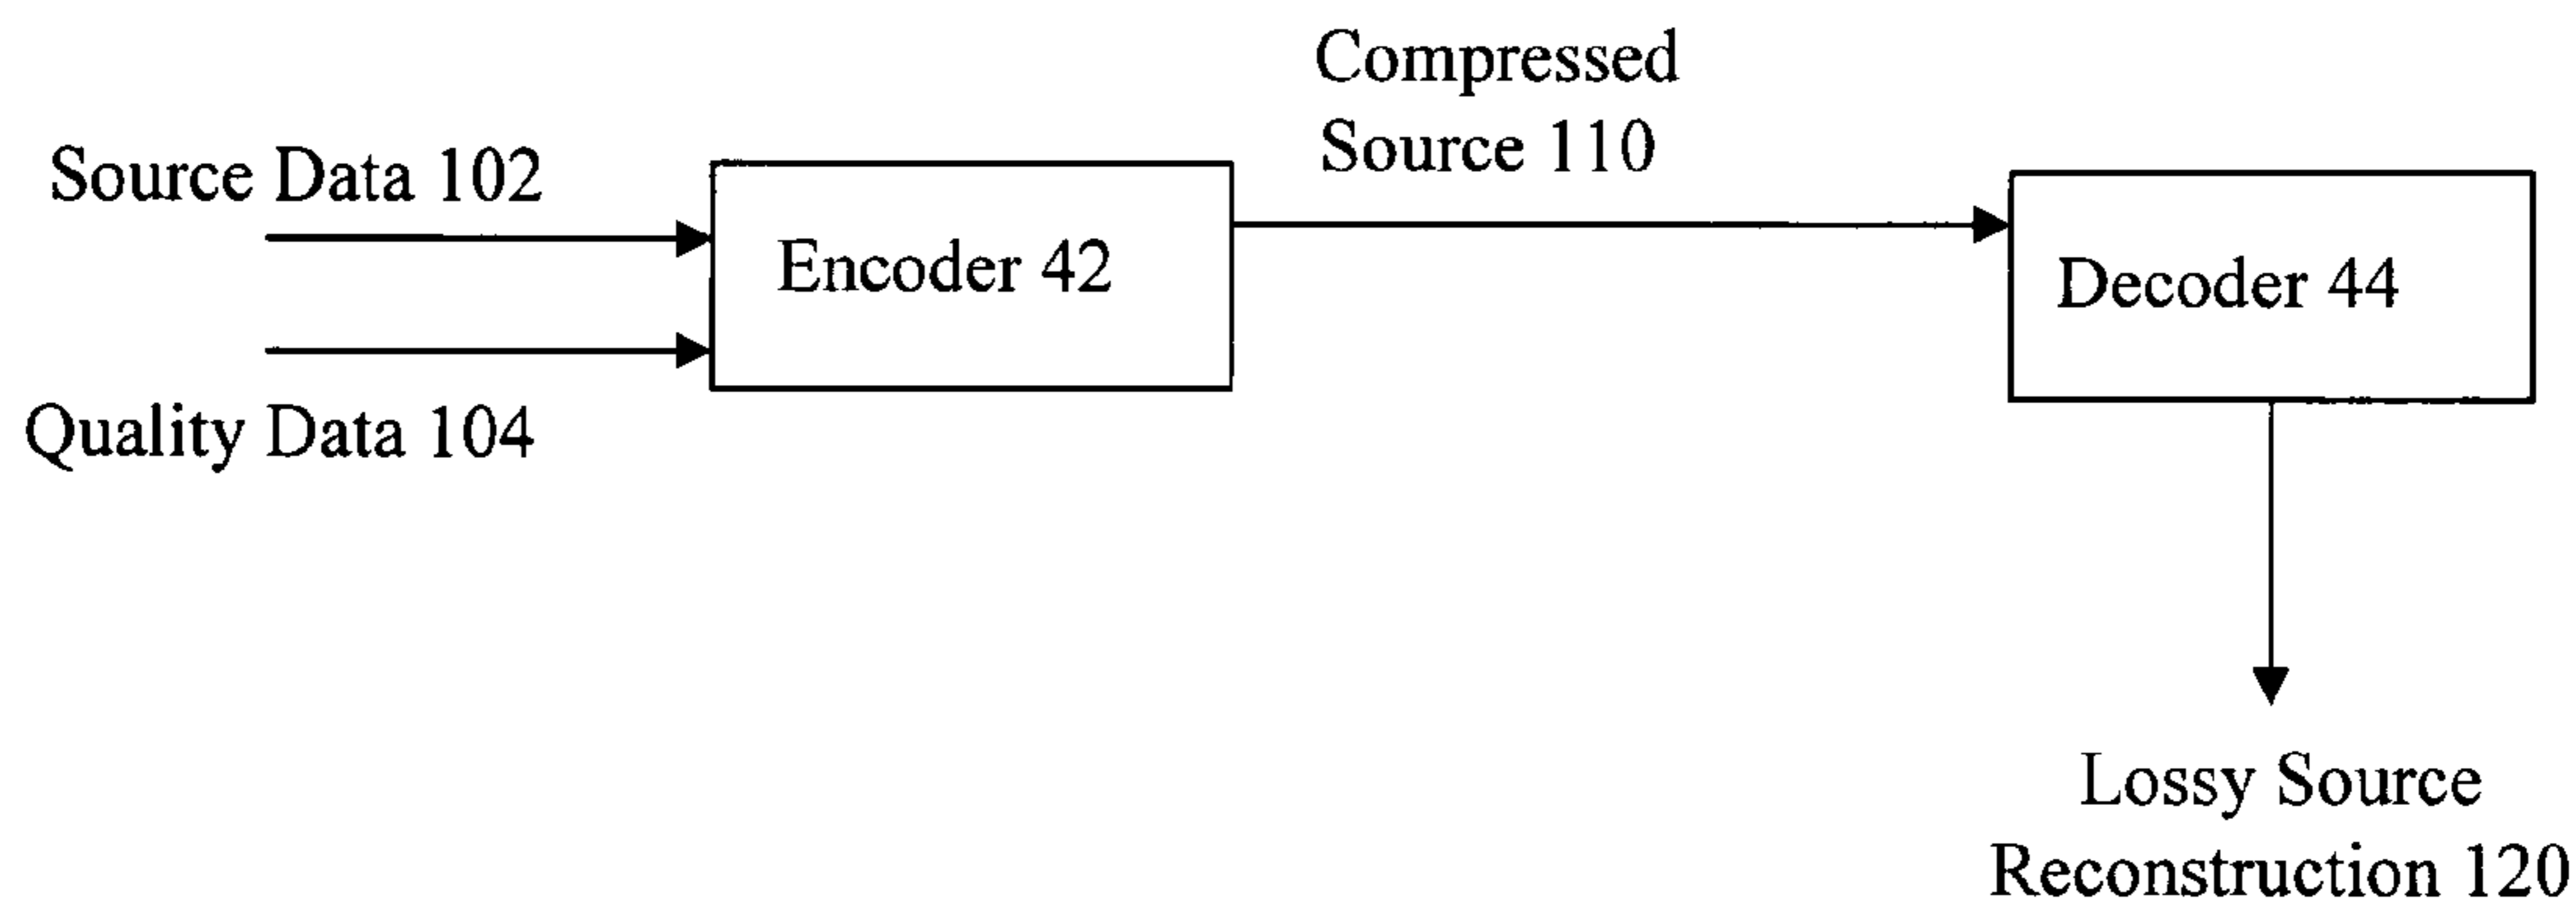 Compressed
Source 110
Source Data 102
Encoder 42
Decoder 44
Quality Data 104
Lossy Source
Reconstruction 120